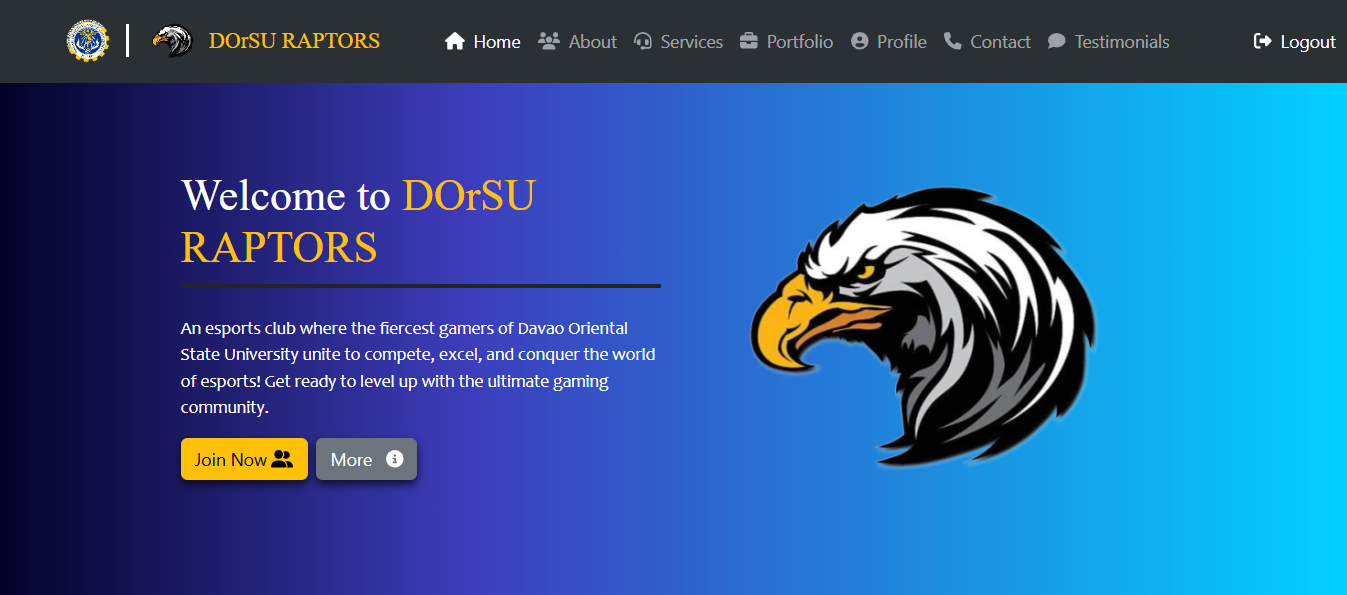 DOrSU RAPTORS Home About Services Portfolio Profile Contact Testimonials Logout
Welcome to DOrSU
RAPTORS
An esports club where the fiercest gamers of Davao Oriental
State University unite to compete, excel, and conquer the world
of esports! Get ready to level up with the ultimate gaming
community.
Join Now More